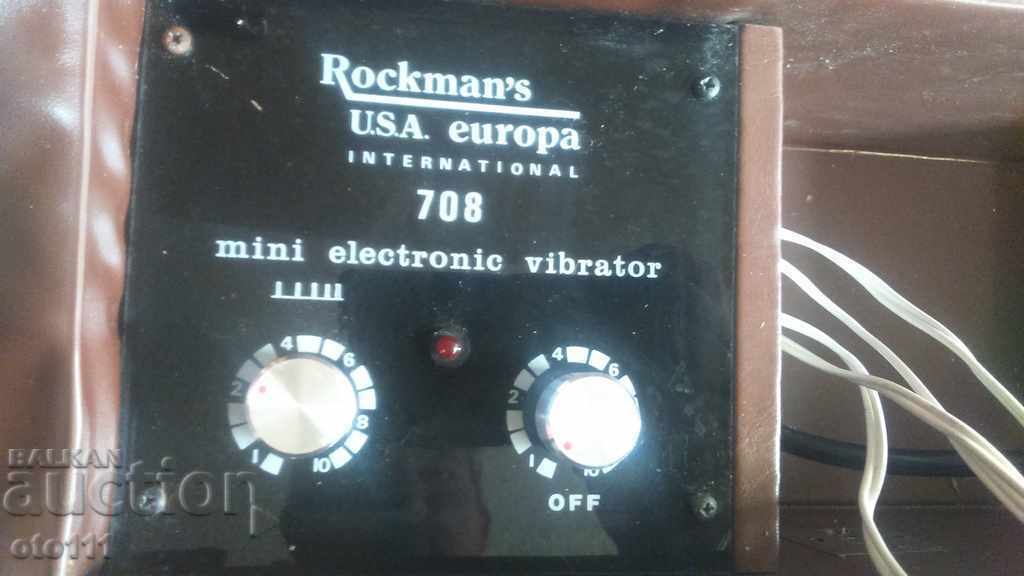 Rockman's
U.S.A. europa
INTERNATIONAL
708
mini electronic vibrator
1 2 4 6 8 10
1 2 4 6 10
OFF
BALKAN
auction
oto111